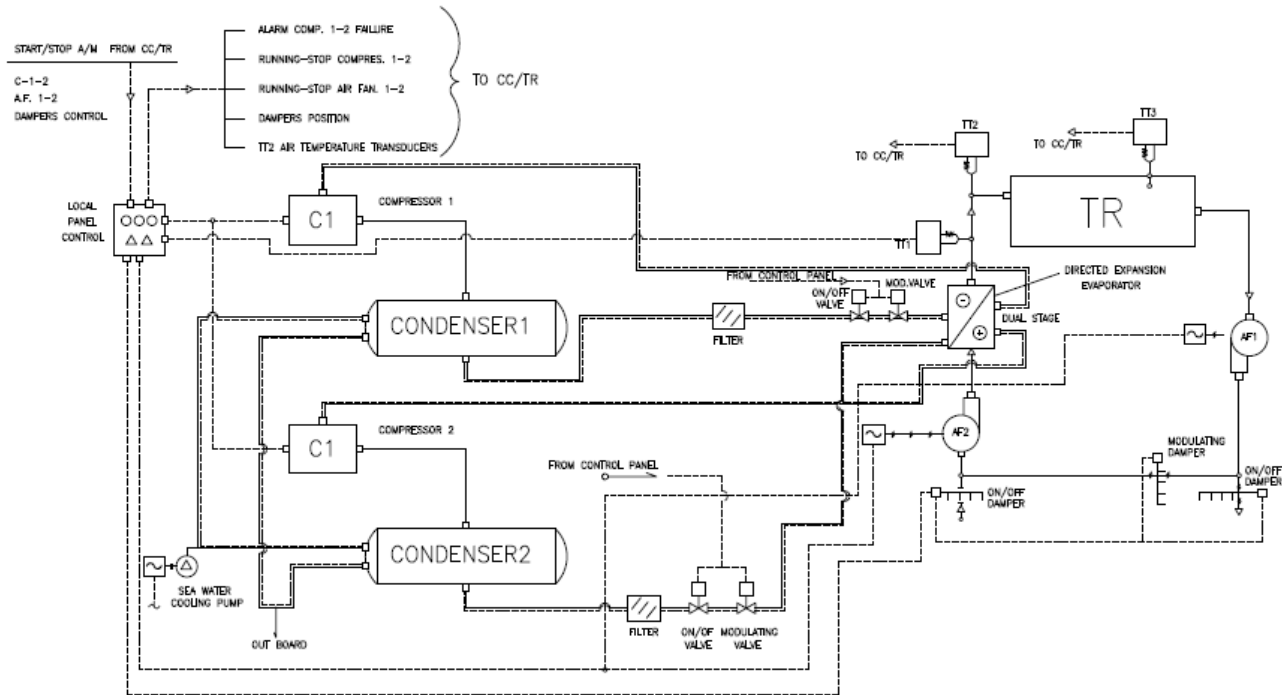 START/STOP A/M FROM CC/TR
C-1-2
A.F. 1-2
DAMPERS CONTROL
ALARM COMP. 1-2 FAILURE
RUNNING-STOP COMPRES. 1-2
RUNNING-STOP AIR FAN. 1-2
DAMPERS POSITION
TT2 AIR TEMPERATURE TRANSDUCERS
TO CC/TR
LOCAL
PANEL
CONTROL
C1
COMPRESSOR 1
TT2
TO CC/TR
TT3
TO CC/TR
TR
TT1
DIRECTED EXPANSION
EVAPORATOR
FROM CONTROL PANEL
MOD.VALVE
ON/OFF
VALVE
DUAL STAGE
CONDENSER1
FILTER
AF1
C1
COMPRESSOR 2
AF2
FROM CONTROL PANEL
MODULATING
DAMPER
ON/OFF
DAMPER
ON/OFF
DAMPER
CONDENSER2
SEA WATER
COOLING PUMP
OUT BOARD
FILTER
ON/OF
VALVE
MODULATING
VALVE